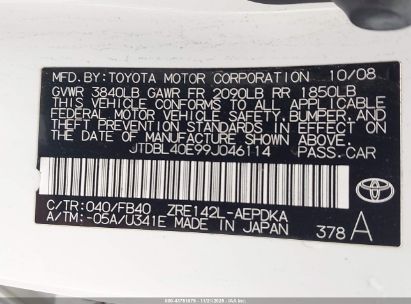 MFD. BY: TOYOTA MOTOR CORPORATION 10/08
GVWR 3840LB GAWR FR 2090LB RR 1850LB
THIS VEHICLE CONFORMS TO ALL APPLICABLE
FEDERAL MOTOR VEHICLE SAFETY, BUMPER, AND
THEFT PREVENTION STANDARDS IN EFFECT ON
THE DATE OF MANUFACTURE SHOWN ABOVE.
JTDBL40E99J046114 PASS.CAR
C/TR:040/FB40 ZRE142L-AEPDKA
A/TM:-05A/U341E MADE IN JAPAN 378 A
TOYOTA